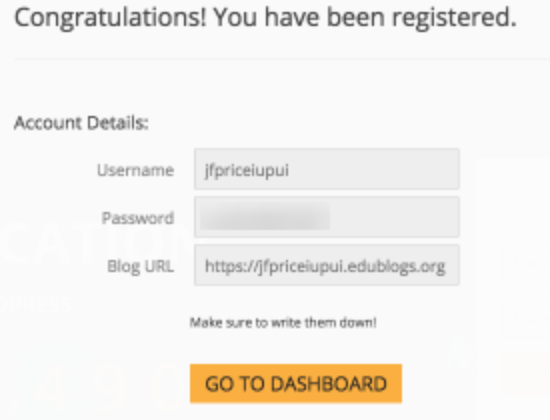 Congratulations! You have been registered.
Account Details:
Username jfpriceiupui
Password
Blog URL https://jfpriceiupui.edublogs.org
Make sure to write them down!
GO TO DASHBOARD